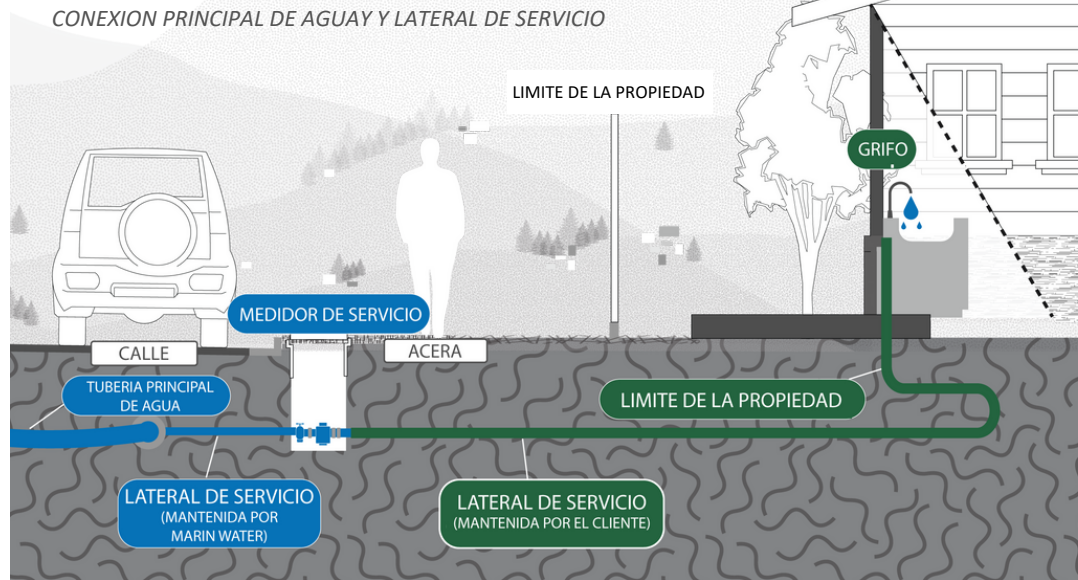 CONEXION PRINCIPAL DE AGUAY Y LATERAL DE SERVICIO
LIMITE DE LA PROPIEDAD
GRIFO
MEDIDOR DE SERVICIO
CALLE
ACERA
TUBERIA PRINCIPAL
DE AGUA
LIMITE DE LA PROPIEDAD
LATERAL DE SERVICIO
(MANTENIDA POR
MARIN WATER)
LATERAL DE SERVICIO
(MANTENIDA POR EL CLIENTE)